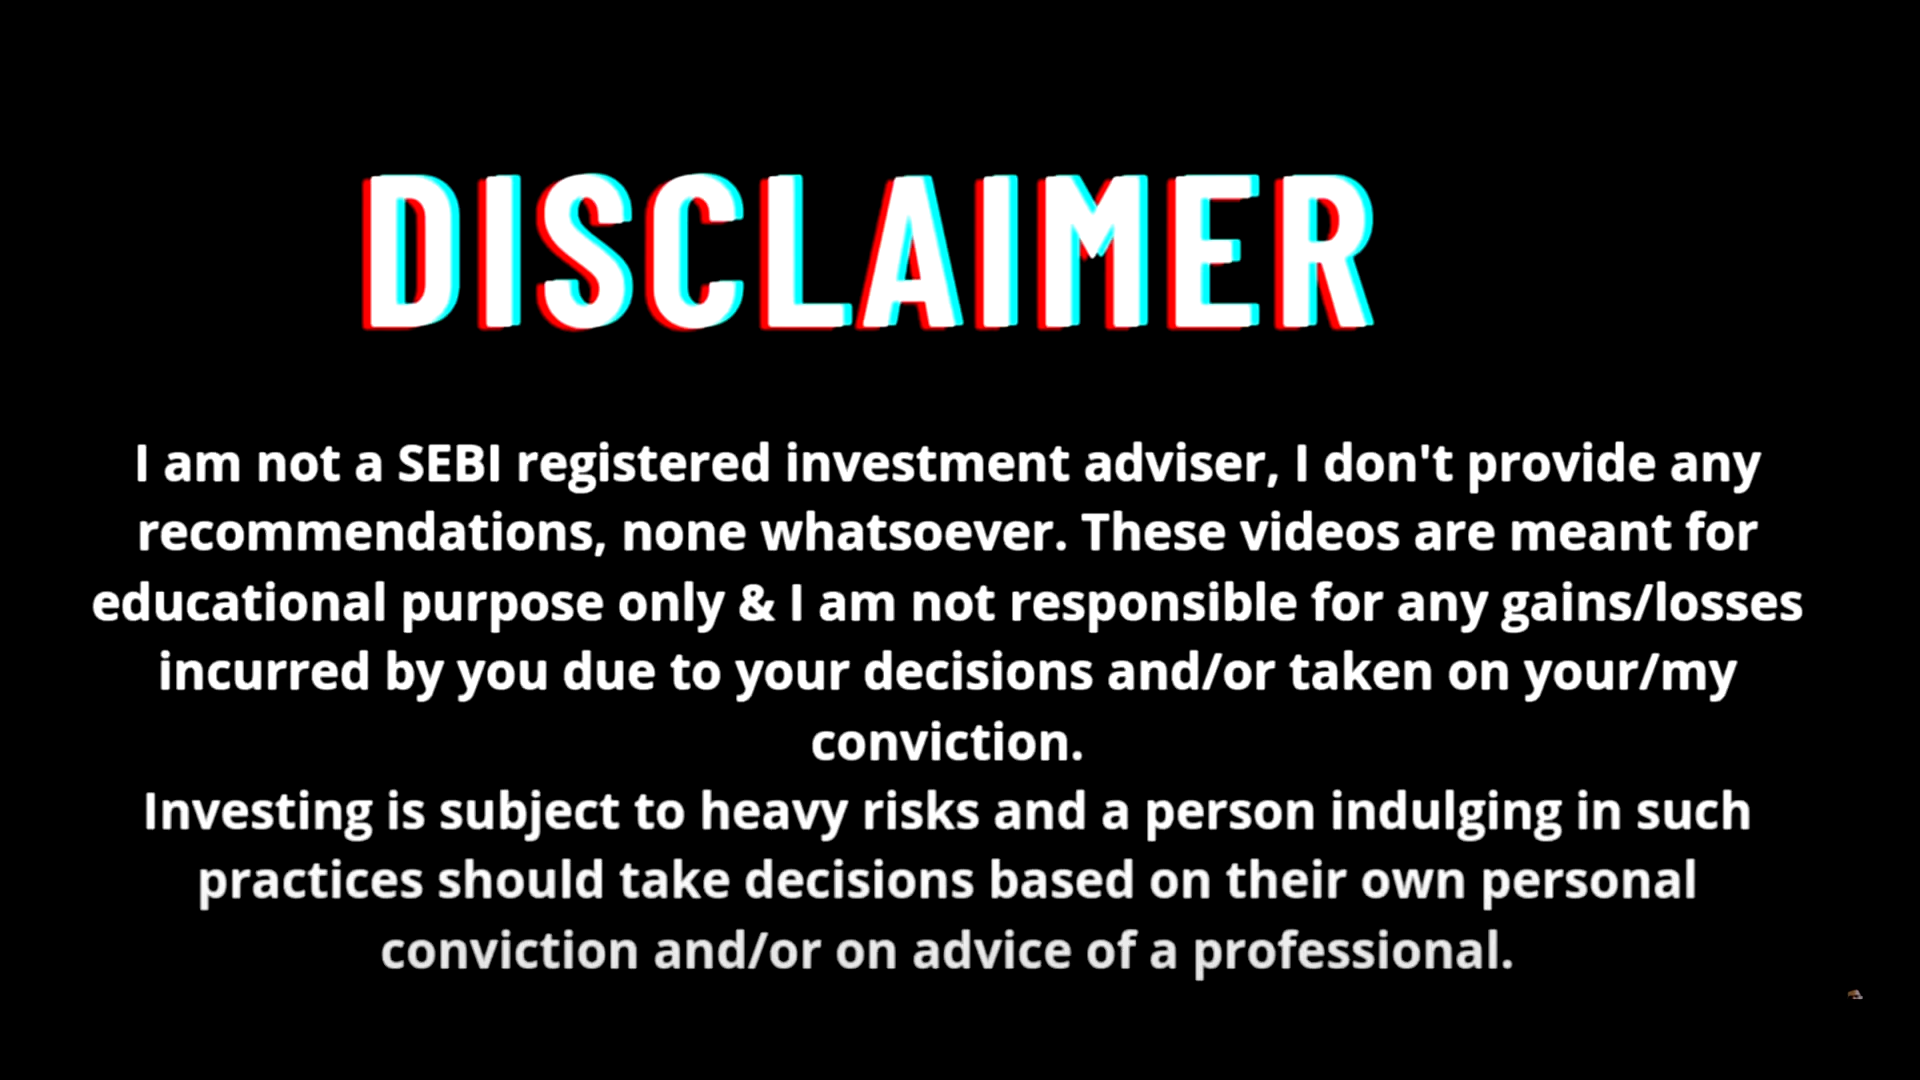 DISCLAIMER
I am not a SEBI registered investment adviser, I don't provide any
recommendations, none whatsoever. These videos are meant for
educational purpose only & I am not responsible for any gains/losses
incurred by you due to your decisions and/or taken on your/my
conviction.
Investing is subject to heavy risks and a person indulging in such
practices should take decisions based on their own personal
conviction and/or on advice of a professional.